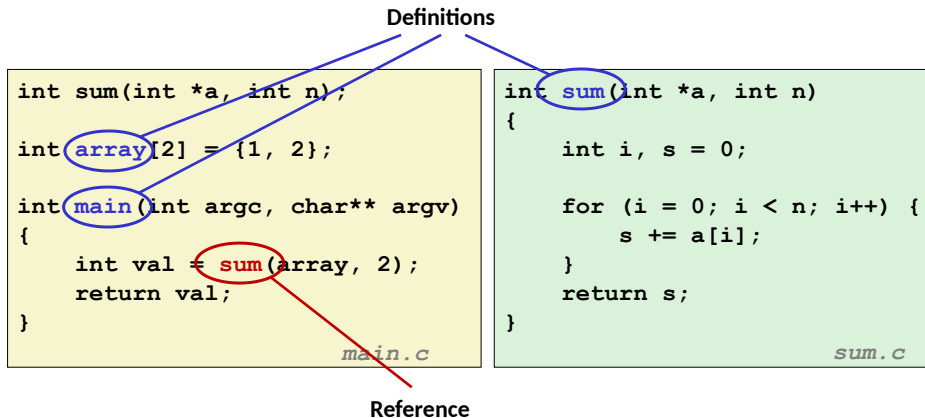 Definitions
int sum(int *a, int n);
int array[2] = {1, 2};
int main(int argc, char** argv)
{
    int val = sum(array, 2);
    return val;
}
main.c
int sum(int *a, int n)
{
    int i, s = 0;
    for (i = 0; i < n; i++) {
        s += a[i];
    }
    return s;
}
sum.c
Reference